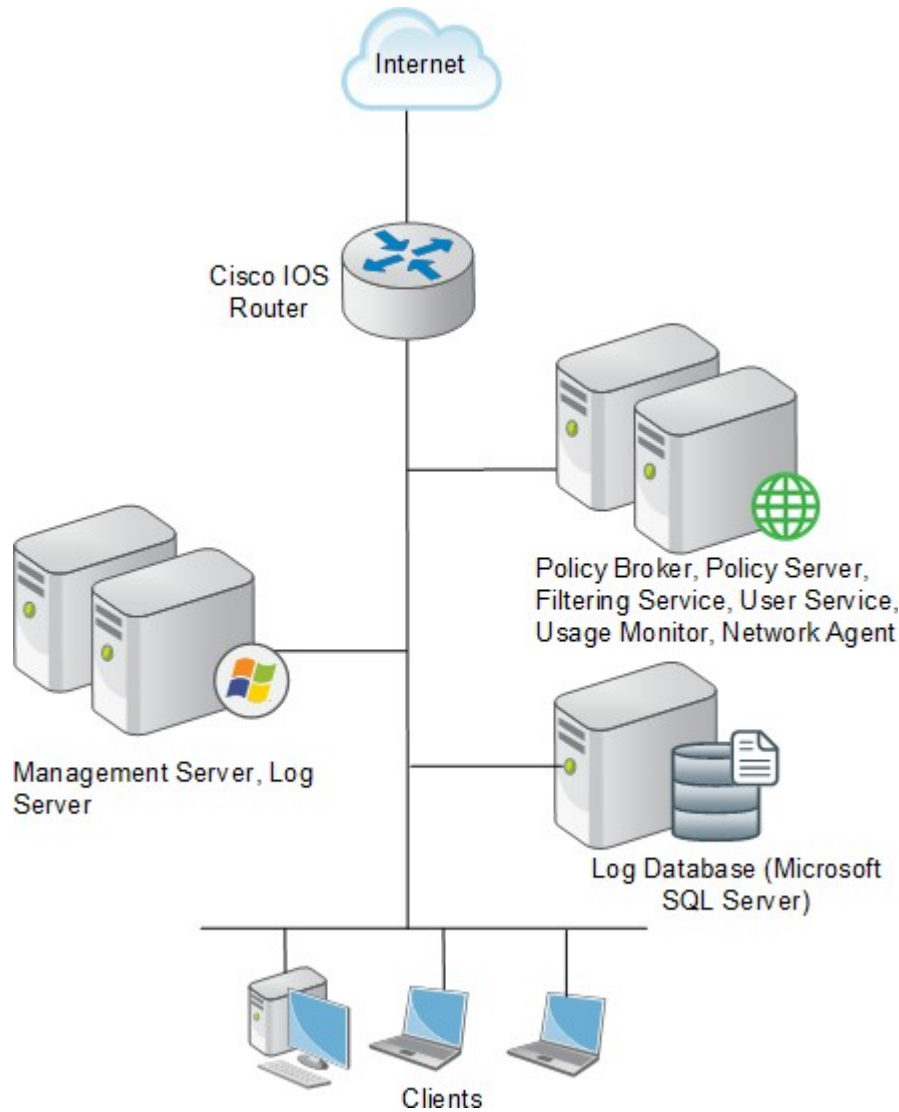 Internet
Cisco IOS
Router
Policy Broker, Policy Server,
Filtering Service, User Service,
Usage Monitor, Network Agent
Management Server, Log
Server
Log Database (Microsoft
SQL Server)
Clients